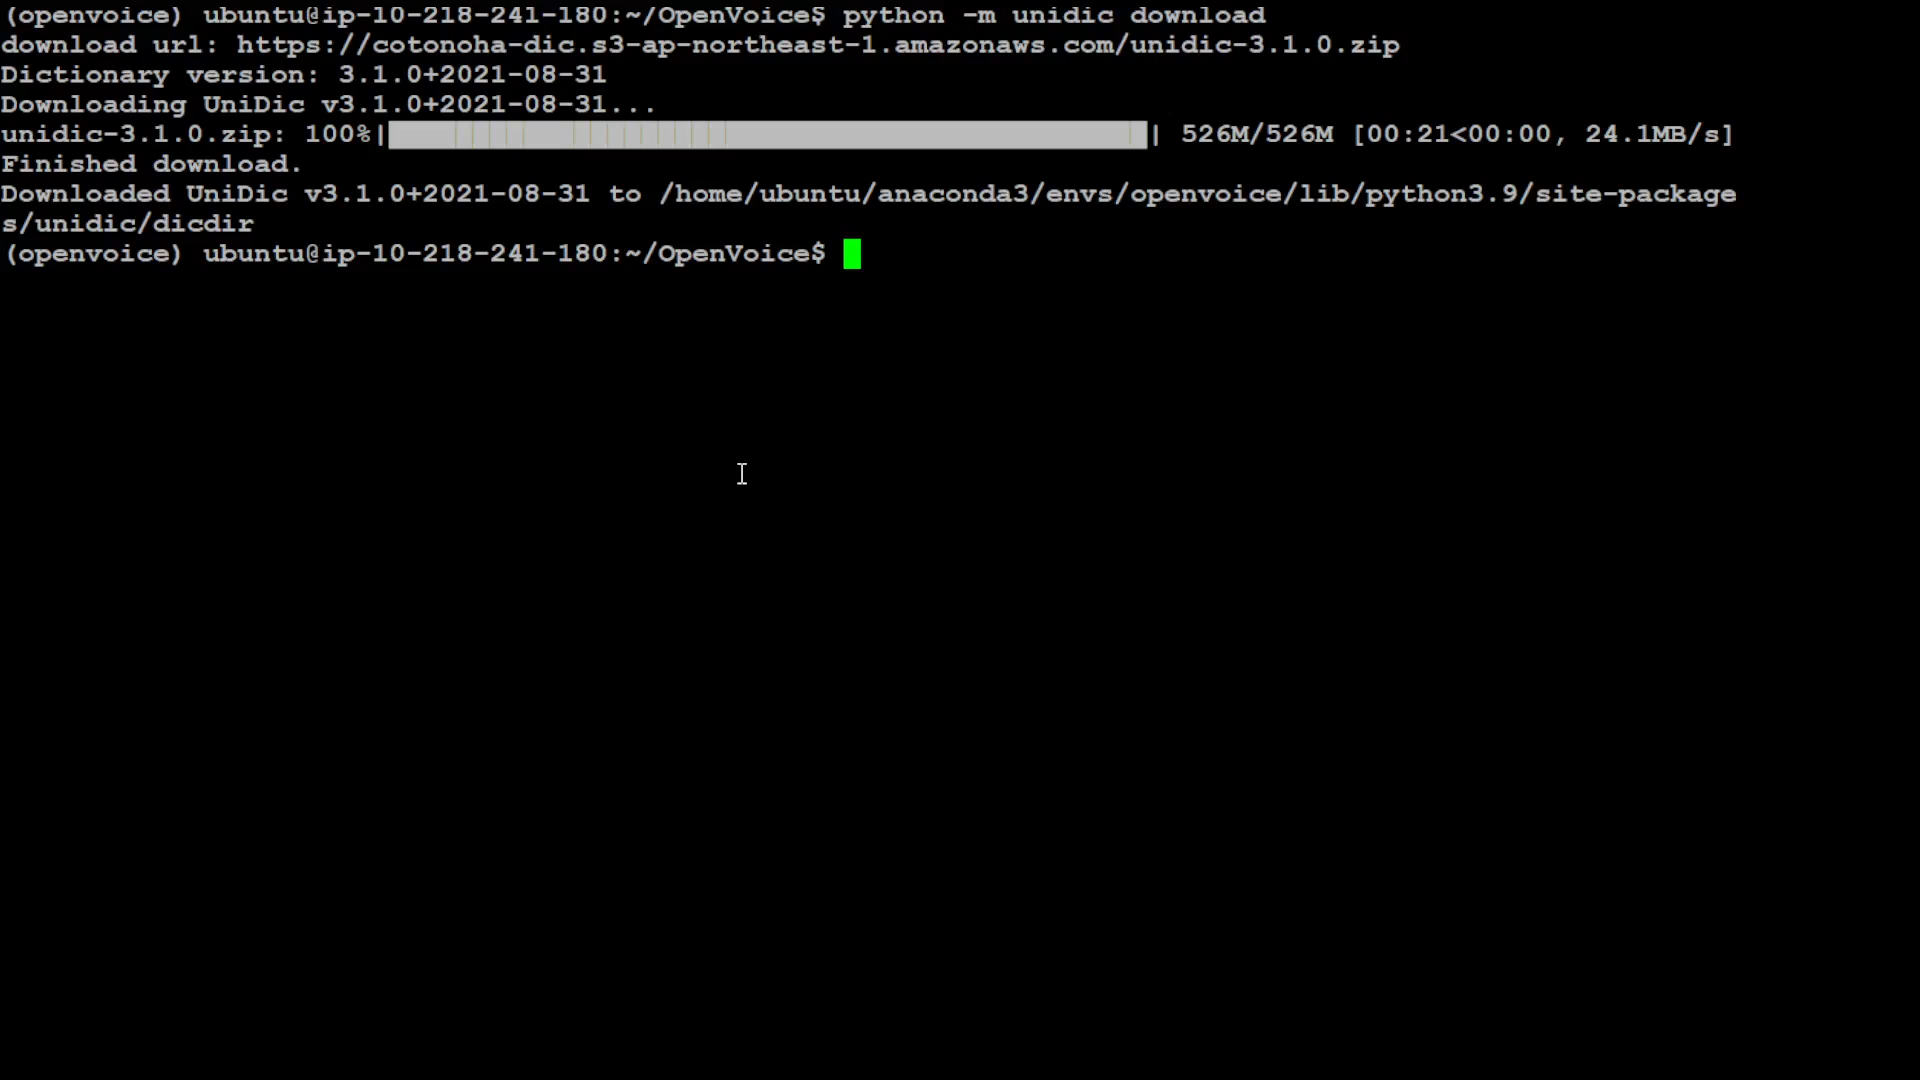 (openvoice) ubuntu@ip-10-218-241-180:~/OpenVoice$ python -m unidic download
download url: https://cotonoha-dic.s3-ap-northeast-1.amazonaws.com/unidic-3.1.0.zip
Dictionary version: 3.1.0+2021-08-31
Downloading UniDic v3.1.0+2021-08-31...
unidic-3.1.0.zip: 100%|██████████| 526M/526M [00:21<00:00, 24.1MB/s]
Finished download.
Downloaded UniDic v3.1.0+2021-08-31 to /home/ubuntu/anaconda3/envs/openvoice/lib/python3.9/site-package
s/unidic/dicdir
(openvoice) ubuntu@ip-10-218-241-180:~/OpenVoice$